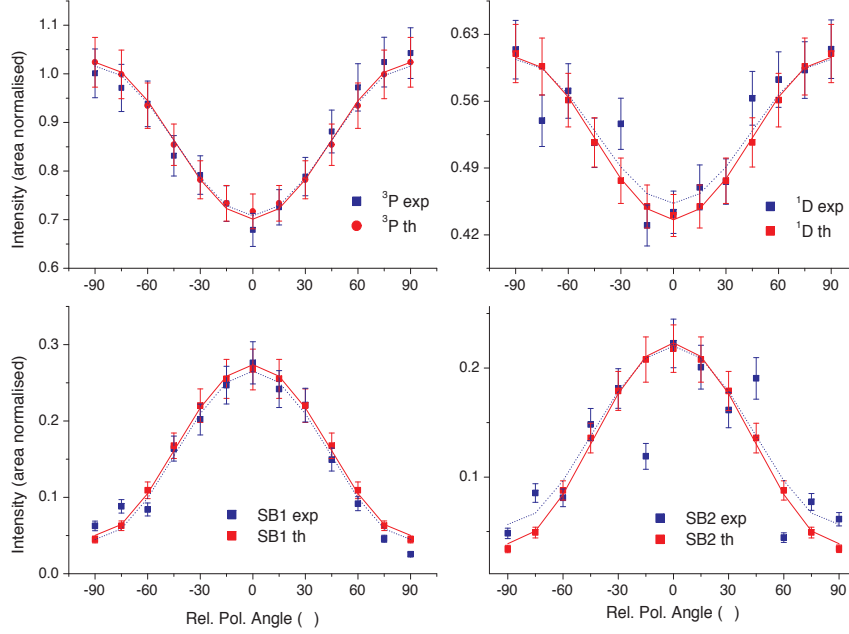 1.1
1.0
0.9
0.8
0.7
0.6
Intensity (area normalised)
-90 -60 -30 0 30 60 90
³P exp
³P th
0.63
0.56
0.49
0.42
-90 -60 -30 0 30 60 90
¹D exp
¹D th
0.3
0.2
0.1
0.0
Intensity (area normalised)
-90 -60 -30 0 30 60 90
SB1 exp
SB1 th
Rel. Pol. Angle ( )
0.2
0.1
-90 -60 -30 0 30 60 90
SB2 exp
SB2 th
Rel. Pol. Angle ( )